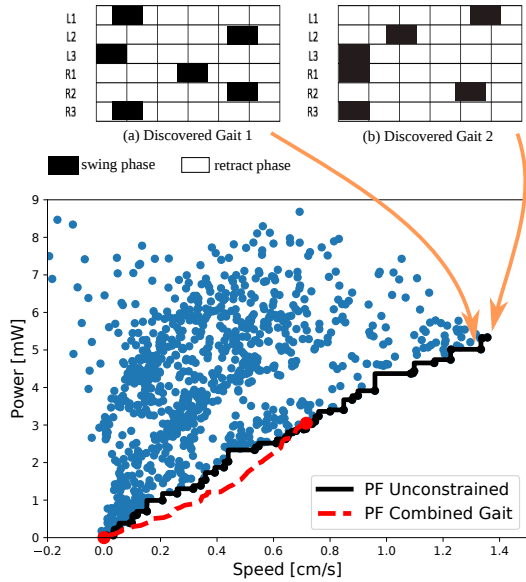 L1
L2
L3
R1
R2
R3
L1
L2
L3
R1
R2
R3
(a) Discovered Gait 1
(b) Discovered Gait 2
swing phase
retract phase
9
8
7
6
5
4
3
2
1
0
Power [mW]
−0.2
0.0
0.2
0.4
0.6
0.8
1.0
1.2
1.4
Speed [cm/s]
PF Unconstrained
PF Combined Gait